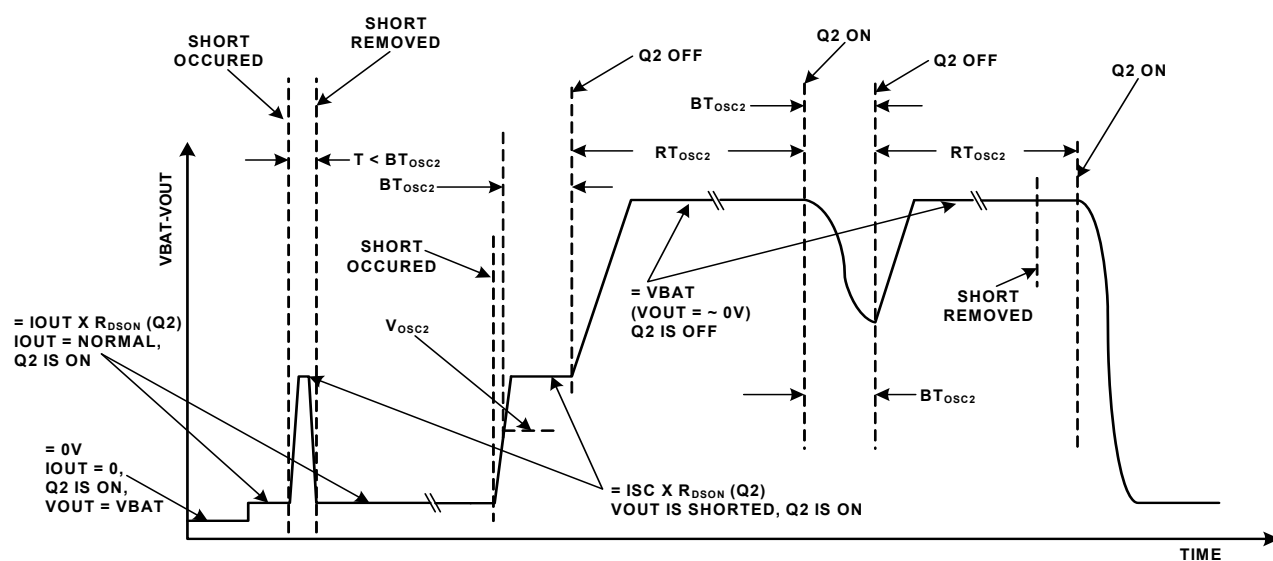 SHORT
OCCURED
SHORT
REMOVED
Q2 OFF
Q2 ON
Q2 OFF
Q2 ON
BTOSC2
T < BTOSC2
RTOSC2
RTOSC2
BTOSC2
VBAT-VOUT
SHORT
OCCURED
= VBAT
(VOUT = ~ 0V)
Q2 IS OFF
SHORT
REMOVED
= IOUT X RDSON (Q2)
IOUT = NORMAL,
Q2 IS ON
VOSC2
BTOSC2
= 0V
IOUT = 0,
Q2 IS ON,
VOUT = VBAT
= ISC X RDSON (Q2)
VOUT IS SHORTED, Q2 IS ON
TIME